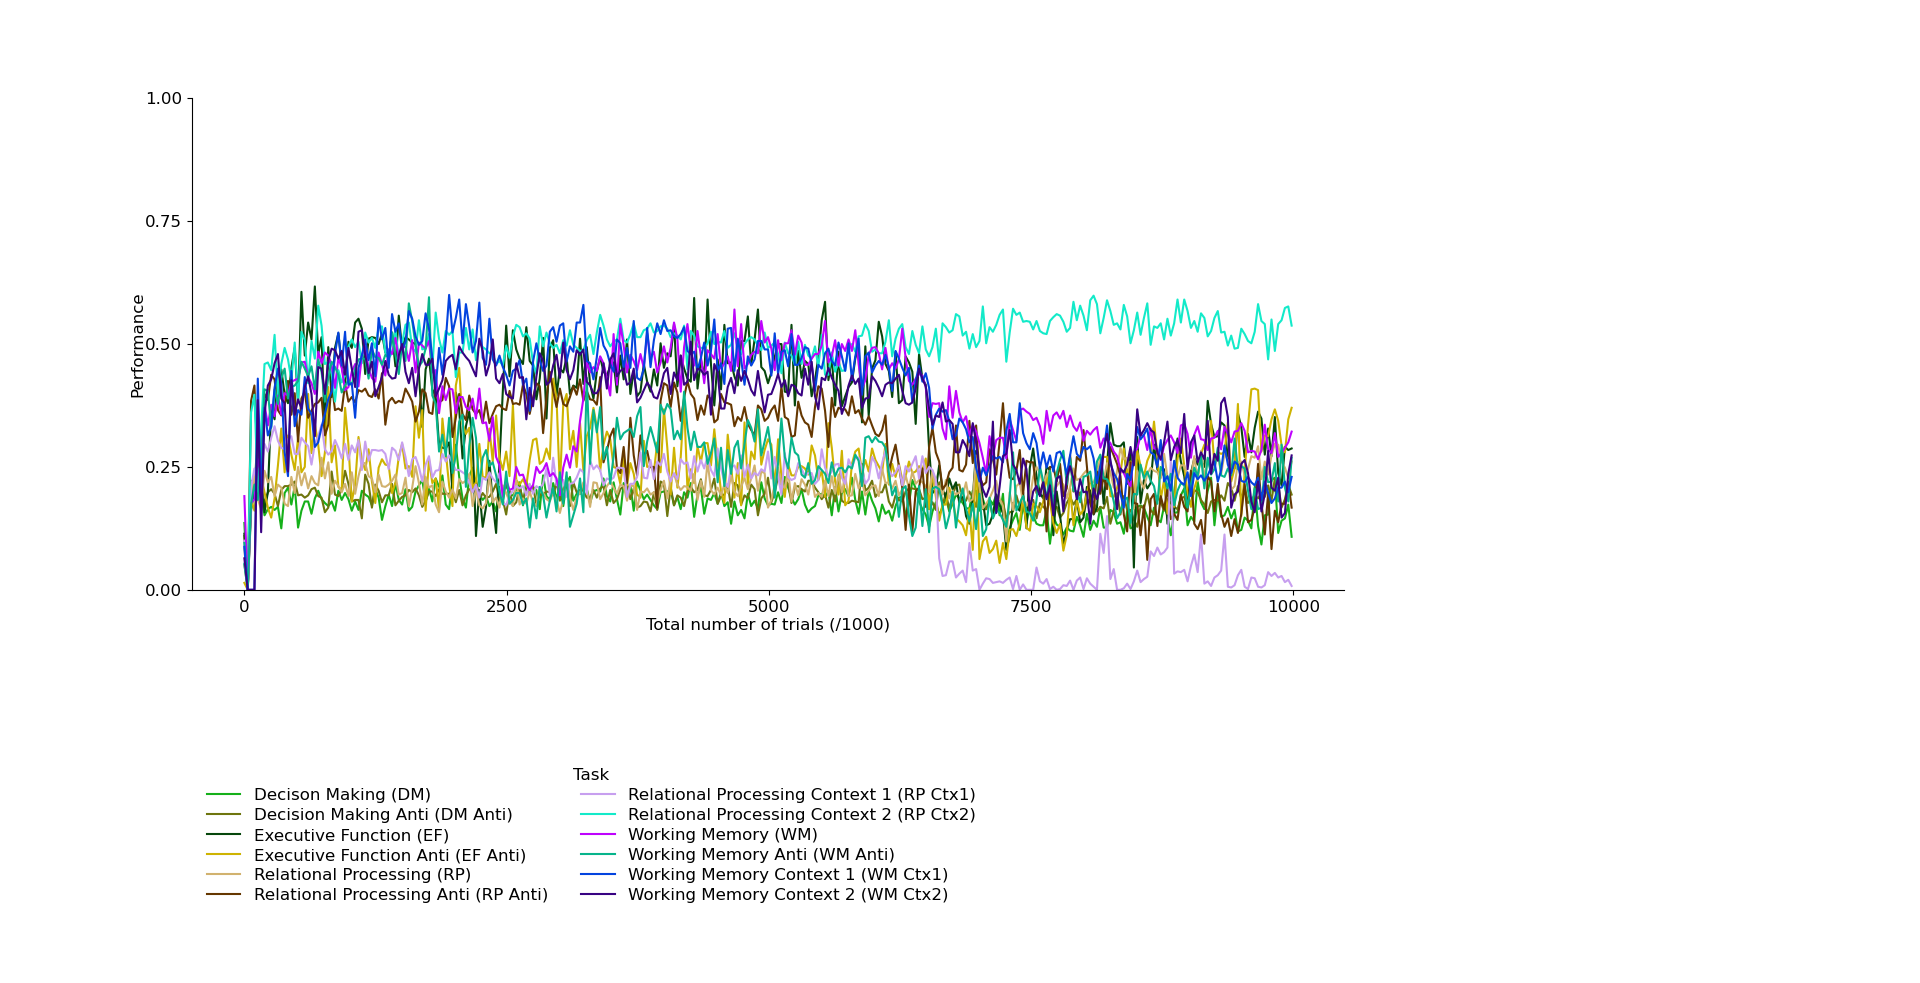 1.00
0.75
0.50
0.25
0.00
Performance
0 2500 5000 7500 10000
Total number of trials (/1000)
Task
Decison Making (DM)
Decision Making Anti (DM Anti)
Executive Function (EF)
Executive Function Anti (EF Anti)
Relational Processing (RP)
Relational Processing Anti (RP Anti)
Relational Processing Context 1 (RP Ctx1)
Relational Processing Context 2 (RP Ctx2)
Working Memory (WM)
Working Memory Anti (WM Anti)
Working Memory Context 1 (WM Ctx1)
Working Memory Context 2 (WM Ctx2)